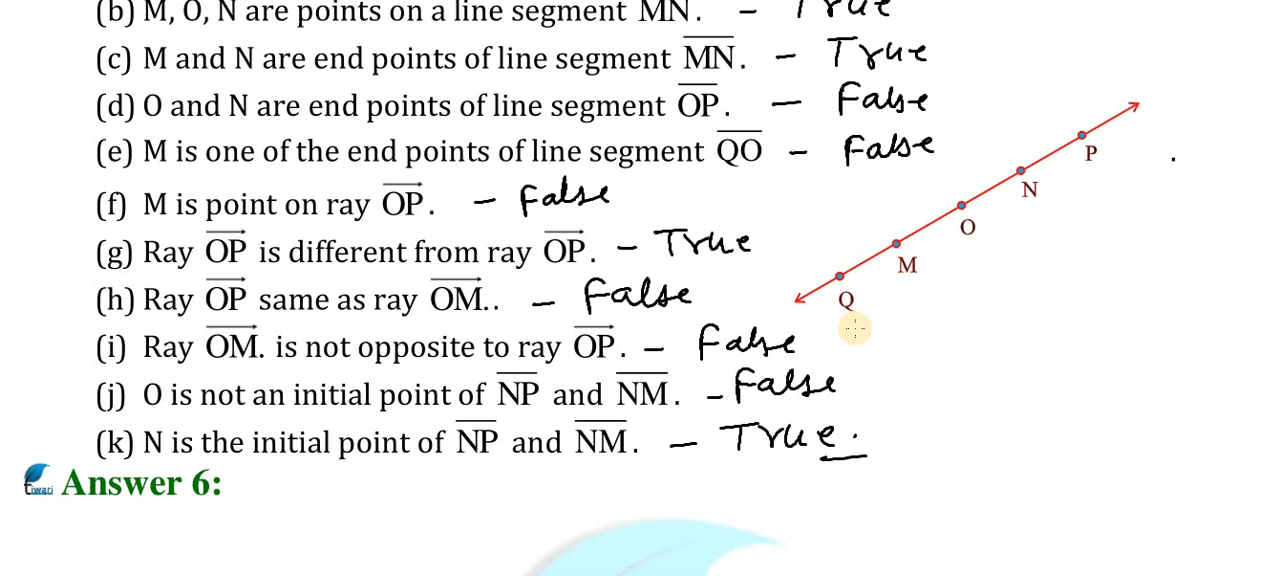 (b) M, O, N are points on a line segment MN. - True
(c) M and N are end points of line segment MN. - True
(d) O and N are end points of line segment OP. - False
(e) M is one of the end points of line segment QO - False
(f) M is point on ray OP. - False
(g) Ray OP is different from ray OP. - True
(h) Ray OP same as ray OM.. - False
(i) Ray OM. is not opposite to ray OP. - False
(j) O is not an initial point of NP and NM. - False
(k) N is the initial point of NP and NM. - True.
P
N
O
M
Q
Tiwari Answer 6: